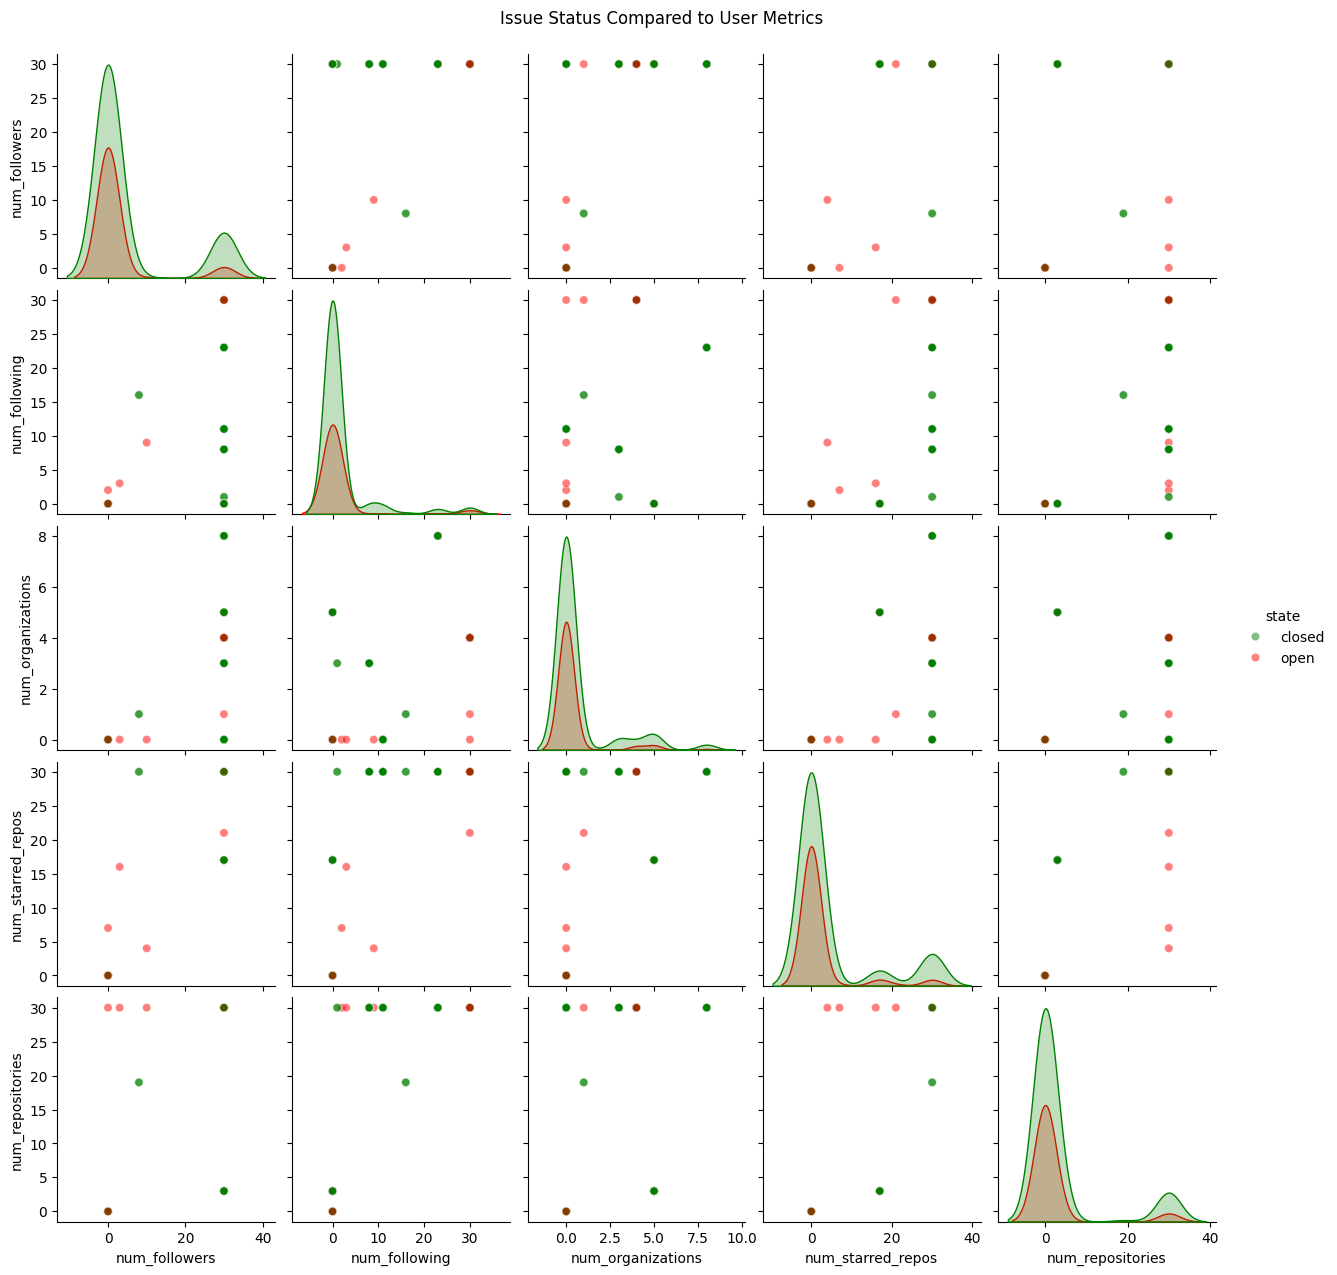 Issue Status Compared to User Metrics
num_followers
30
25
20
15
10
5
0
num_following
30
25
20
15
10
5
0
num_organizations
8
6
4
2
0
state
closed
open
num_starred_repos
30
25
20
15
10
5
0
num_repositories
30
25
20
15
10
5
0
0 20 40
0 10 20 30
0.0 2.5 5.0 7.5 10.0
0 20 40
0 20 40
num_followers num_following num_organizations num_starred_repos num_repositories